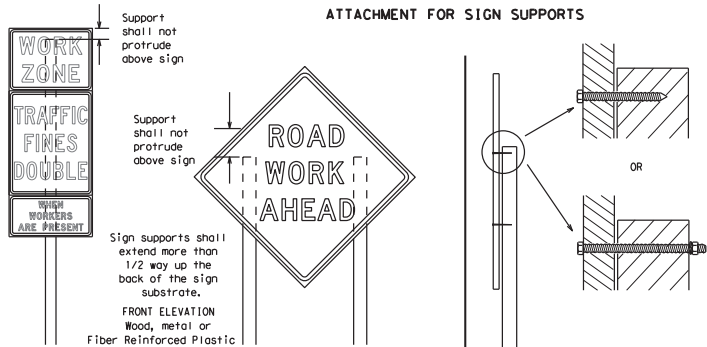 ATTACHMENT FOR SIGN SUPPORTS
Support
shall not
protrude
above sign
WORK
ZONE
TRAFFIC
FINES
DOUBLE
WHEN
WORKERS
ARE PRESENT
Support
shall not
protrude
above sign
ROAD
WORK
AHEAD
Sign supports shall
extend more than
1/2 way up the
back of the sign
substrate.
FRONT ELEVATION
Wood, metal or
Fiber Reinforced Plastic
OR